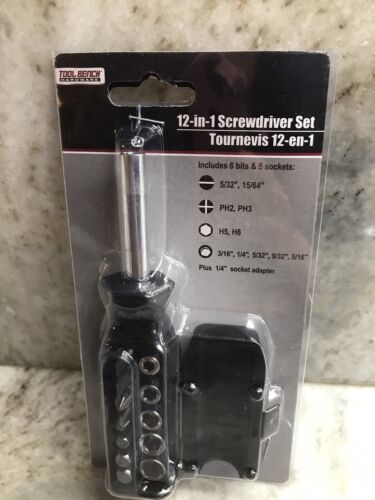 TOOL BENCH
HARDWARE
12-in-1 Screwdriver Set
Tournevis 12-en-1
Includes 6 bits & 5 sockets:
5/32", 15/64"
PH2, PH3
H5, H6
3/16", 1/4", 5/32", 9/32", 5/16"
Plus 1/4" socket adapter